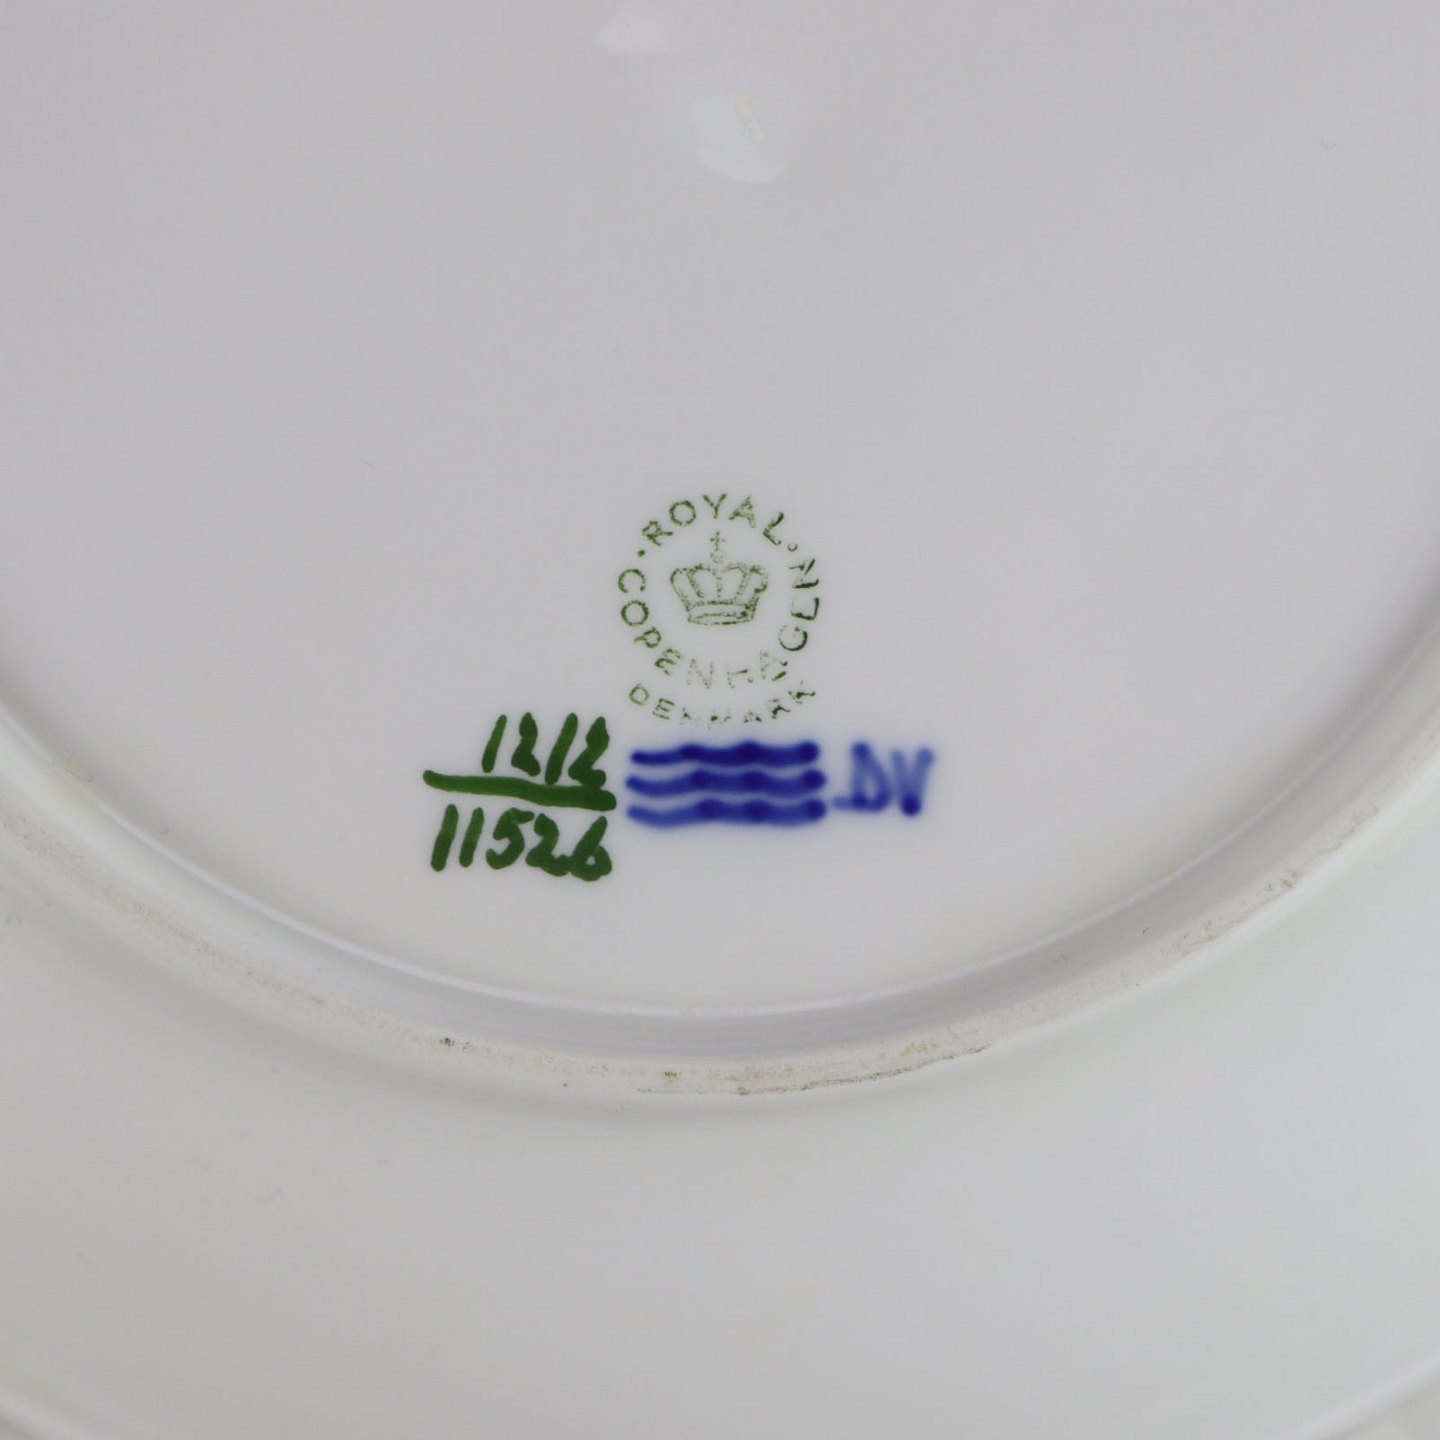 ROYAL
COPENHAGEN
DENMARK
1212
11526
DV